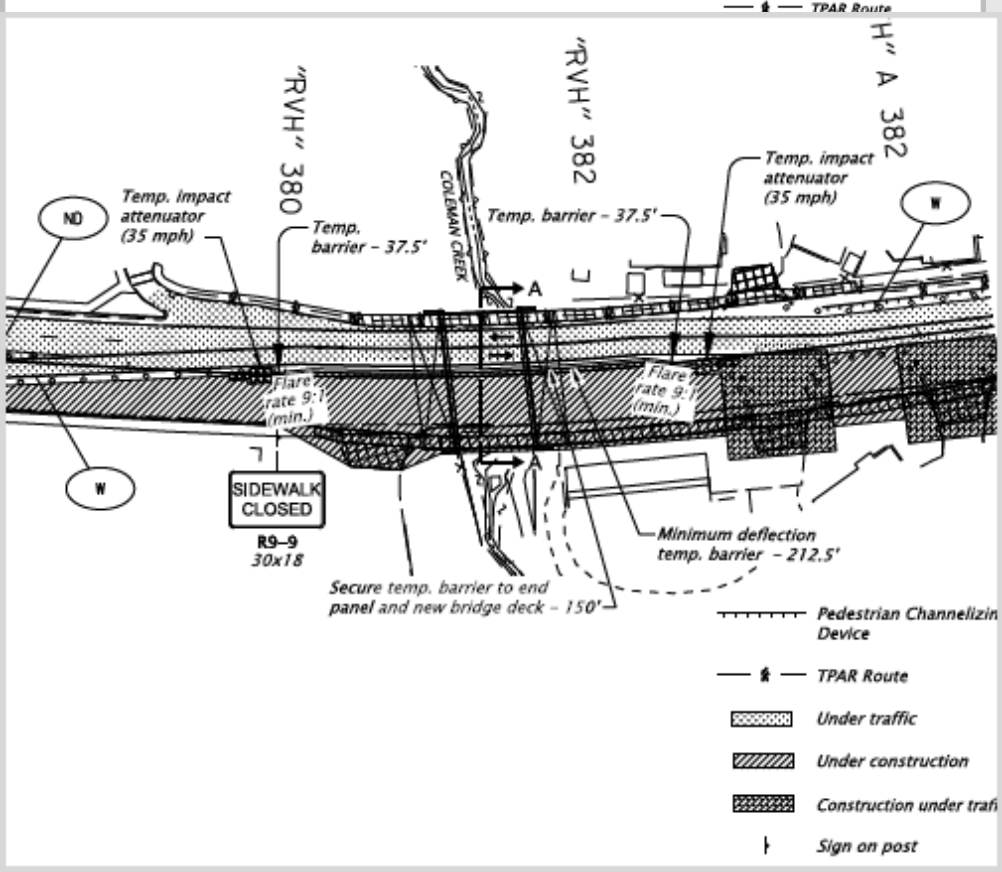 TPAR Route
"RVH" 380
"RVH" 382
H" A 382
COLEMAN CREEK
ND
Temp. impact
attenuator
(35 mph)
Temp.
barrier – 37.5'
Temp. barrier – 37.5'
Temp. impact
attenuator
(35 mph)
W
A
Flare
rate 9:1
(min.)
Flare
rate 9:1
(min.)
A
W
SIDEWALK
CLOSED
R9–9
30x18
Minimum deflection
temp. barrier – 212.5'
Secure temp. barrier to end
panel and new bridge deck – 150'
Pedestrian Channelizin
Device
TPAR Route
Under traffic
Under construction
Construction under traf
Sign on post